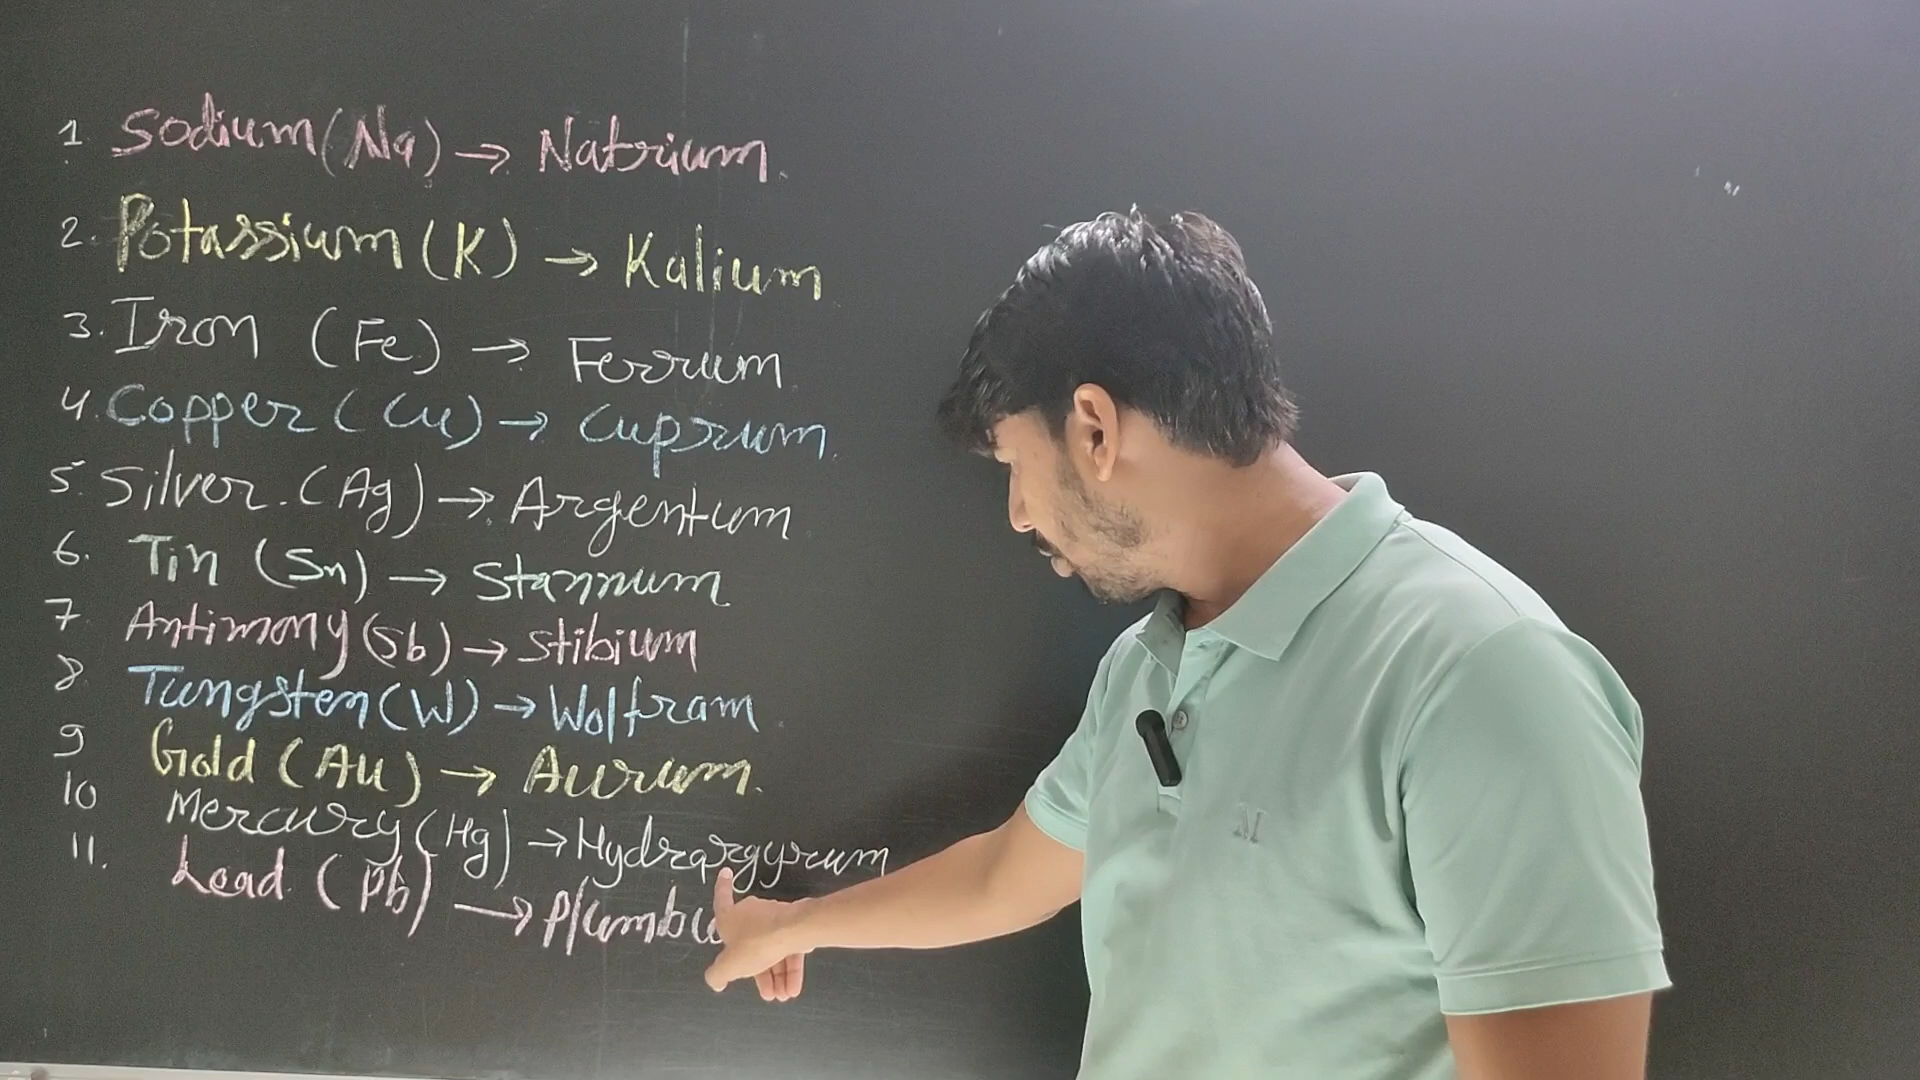 1. Sodium (Na) → Natrium.
2. Potassium (K) → Kalium
3. Iron (Fe) → Ferrum
4. Copper (Cu) → Cuprum.
5. Silver. (Ag) → Argentum
6. Tin (Sn) → Stannum
7 Antimony (Sb) → Stibium
8 Tungsten (W) → Wolfram
9 Gold (Au) → Aurum.
10 Mercury (Hg) → Hydrargyrum
11. Lead (Pb) → Plumbu
M